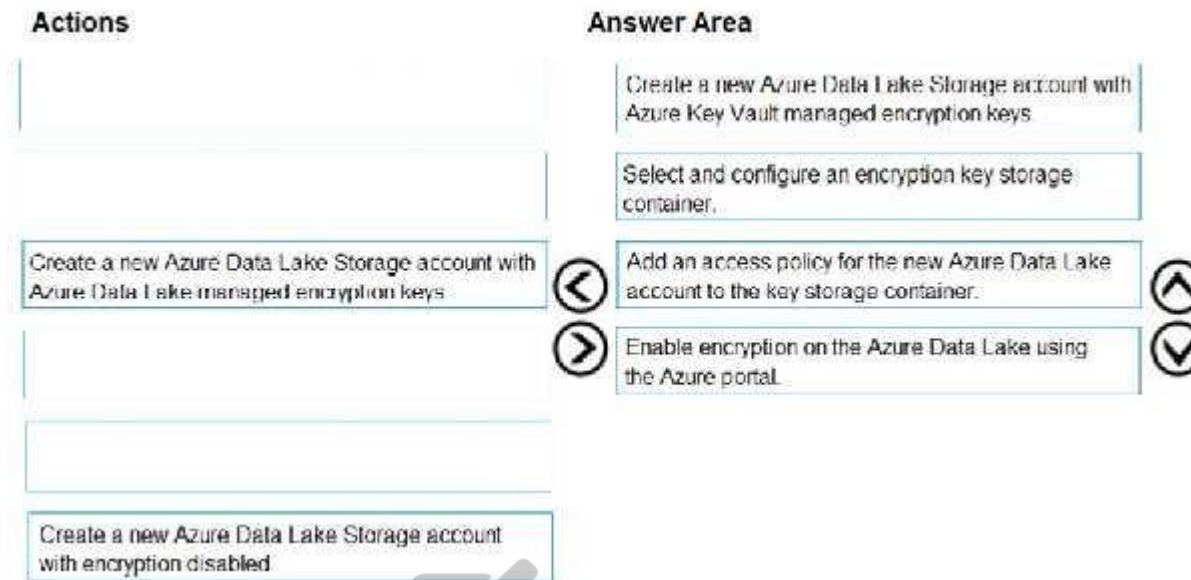 Actions
Answer Area
Create a new Azure Data Lake Storage account with
Azure Key Vault managed encryption keys
Select and configure an encryption key storage
container.
Create a new Azure Data Lake Storage account with
Azure Data Lake managed encryption keys
Add an access policy for the new Azure Data Lake
account to the key storage container.
Enable encryption on the Azure Data Lake using
the Azure portal.
Create a new Azure Data Lake Storage account
with encryption disabled